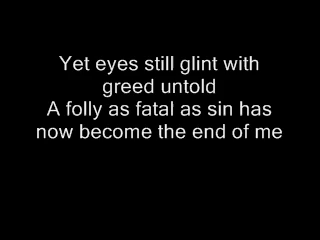 Yet eyes still glint with
greed untold
A folly as fatal as sin has
now become the end of me